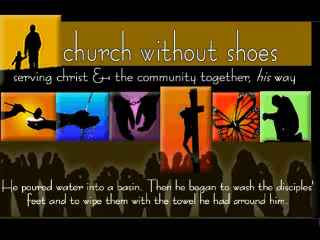 church without shoes
serving christ & the community together, his way
He poured water into a basin. Then he began to wash the disciples'
feet and to wipe them with the towel he had around him.